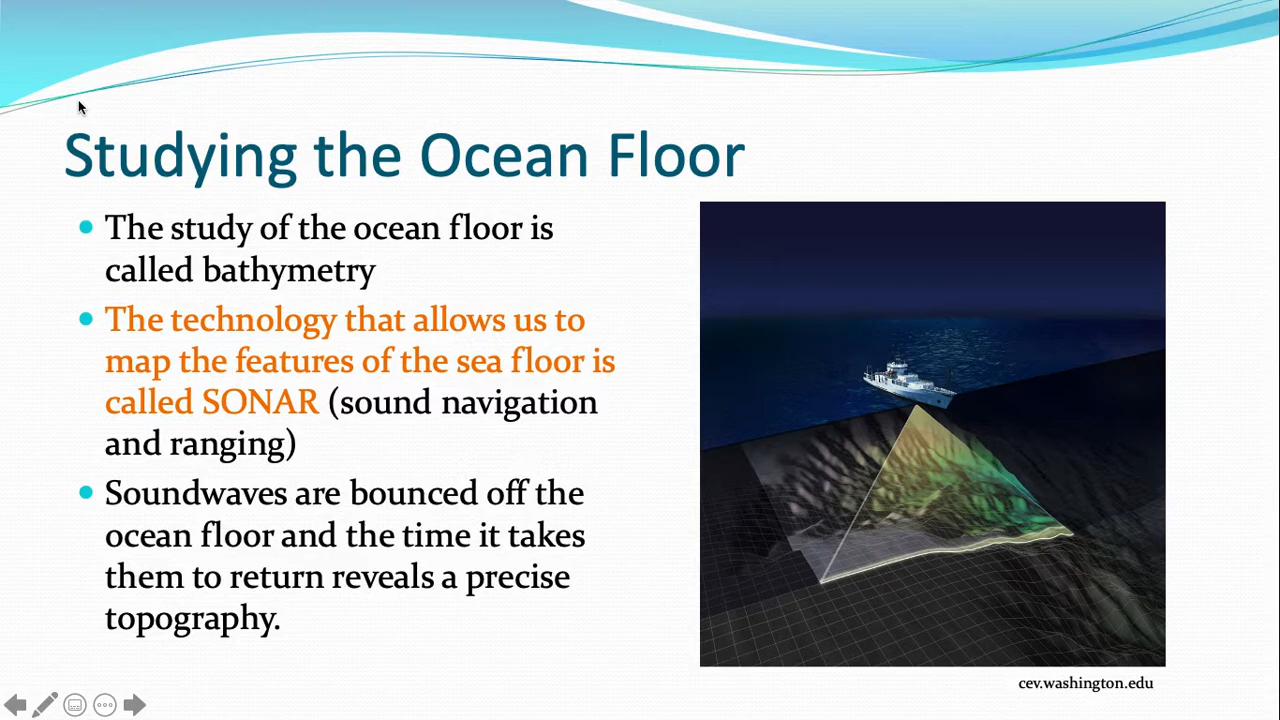 Studying the Ocean Floor
The study of the ocean floor is
called bathymetry
The technology that allows us to
map the features of the sea floor is
called SONAR (sound navigation
and ranging)
Soundwaves are bounced off the
ocean floor and the time it takes
them to return reveals a precise
topography.
cev.washington.edu